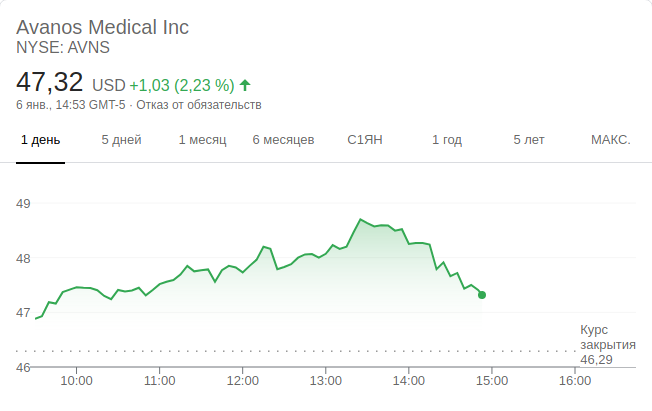 Avanos Medical Inc
NYSE: AVNS
47,32 USD +1,03 (2,23 %)
6 янв., 14:53 GMT-5 · Отказ от обязательств
1 день 5 дней 1 месяц 6 месяцев С1ЯН 1 год 5 лет МАКС.
49
48
47
46
Курс
закрытия
46,29
10:00 11:00 12:00 13:00 14:00 15:00 16:00